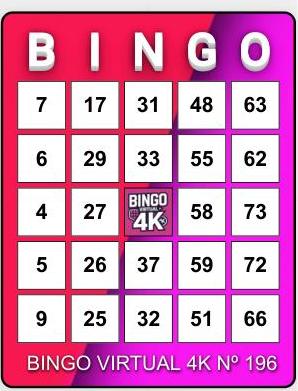 B I N G O
7 17 31 48 63
6 29 33 55 62
4 27 BINGO VIRTUAL 4K 58 73
5 26 37 59 72
9 25 32 51 66
BINGO VIRTUAL 4K Nº 196